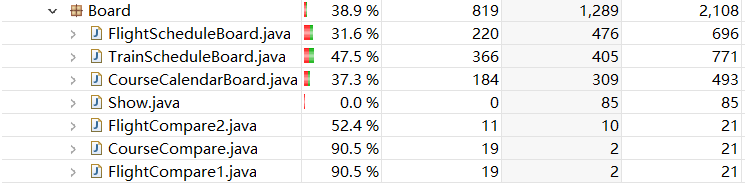 Board 38.9 % 819 1,289 2,108
FlightScheduleBoard.java 31.6 % 220 476 696
TrainScheduleBoard.java 47.5 % 366 405 771
CourseCalendarBoard.java 37.3 % 184 309 493
Show.java 0.0 % 0 85 85
FlightCompare2.java 52.4 % 11 10 21
CourseCompare.java 90.5 % 19 2 21
FlightCompare1.java 90.5 % 19 2 21